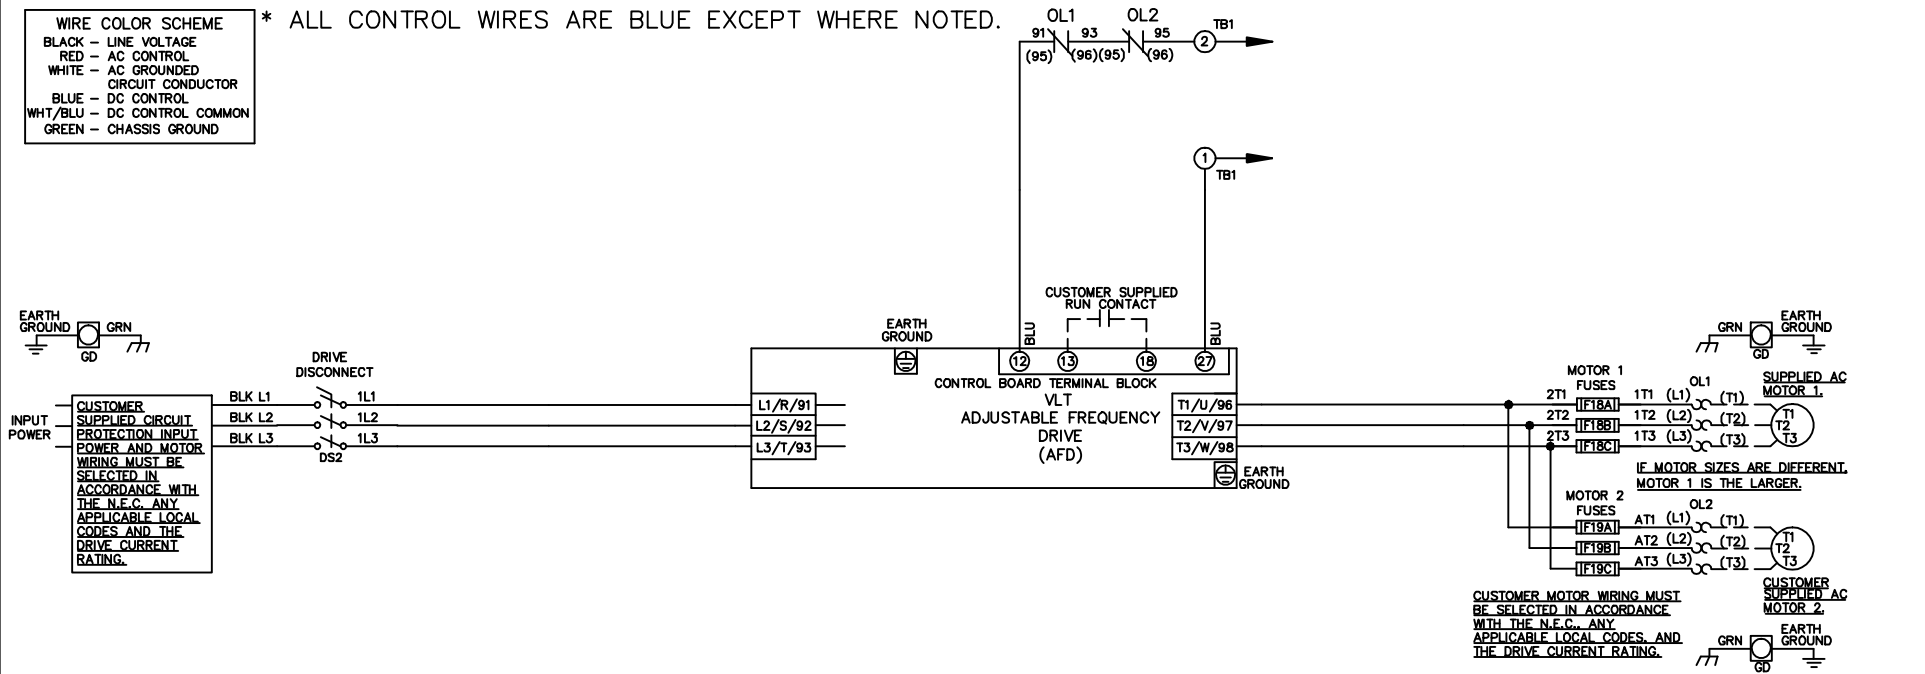 WIRE COLOR SCHEME
BLACK – LINE VOLTAGE
RED – AC CONTROL
WHITE – AC GROUNDED
CIRCUIT CONDUCTOR
BLUE – DC CONTROL
WHT/BLU – DC CONTROL COMMON
GREEN – CHASSIS GROUND
* ALL CONTROL WIRES ARE BLUE EXCEPT WHERE NOTED.
OL1 OL2
91 93 95 2 TB1
(95) (96)(95) (96)
1
TB1
CUSTOMER SUPPLIED
RUN CONTACT
BLU BLU
EARTH
GROUND
12 13 18 27
CONTROL BOARD TERMINAL BLOCK
VLT
ADJUSTABLE FREQUENCY
DRIVE
(AFD)
L1/R/91
L2/S/92
L3/T/93
T1/U/96
T2/V/97
T3/W/98
EARTH
GROUND
EARTH
GROUND GRN
GD
DRIVE
DISCONNECT
INPUT
POWER
CUSTOMER
SUPPLIED CIRCUIT
PROTECTION INPUT
POWER AND MOTOR
WIRING MUST BE
SELECTED IN
ACCORDANCE WITH
THE N.E.C. ANY
APPLICABLE LOCAL
CODES AND THE
DRIVE CURRENT
RATING.
BLK L1 1L1
BLK L2 1L2
BLK L3 1L3
DS2
GRN EARTH
GROUND
GD
MOTOR 1
FUSES
OL1
SUPPLIED AC
MOTOR 1.
2T1 F18A 1T1 (L1) (T1) T1
2T2 F18B 1T2 (L2) (T2) T2
2T3 F18C 1T3 (L3) (T3) T3
IF MOTOR SIZES ARE DIFFERENT,
MOTOR 1 IS THE LARGER.
MOTOR 2
FUSES
OL2
F19A AT1 (L1) (T1) T1
F19B AT2 (L2) (T2) T2
F19C AT3 (L3) (T3) T3
CUSTOMER
SUPPLIED AC
MOTOR 2.
CUSTOMER MOTOR WIRING MUST
BE SELECTED IN ACCORDANCE
WITH THE N.E.C., ANY
APPLICABLE LOCAL CODES, AND
THE DRIVE CURRENT RATING.
GRN EARTH
GROUND
GD